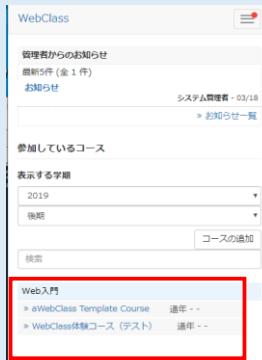 WebClass
管理者からのお知らせ
最新5件 (全 1 件)
お知らせ
システム管理者 - 03/18
» お知らせ一覧
参加しているコース
表示する学期
2019
後期
コースの追加
検索
Web入門
» aWebClass Template Course 通年 - -
» WebClass体験コース（テスト） 通年 - -